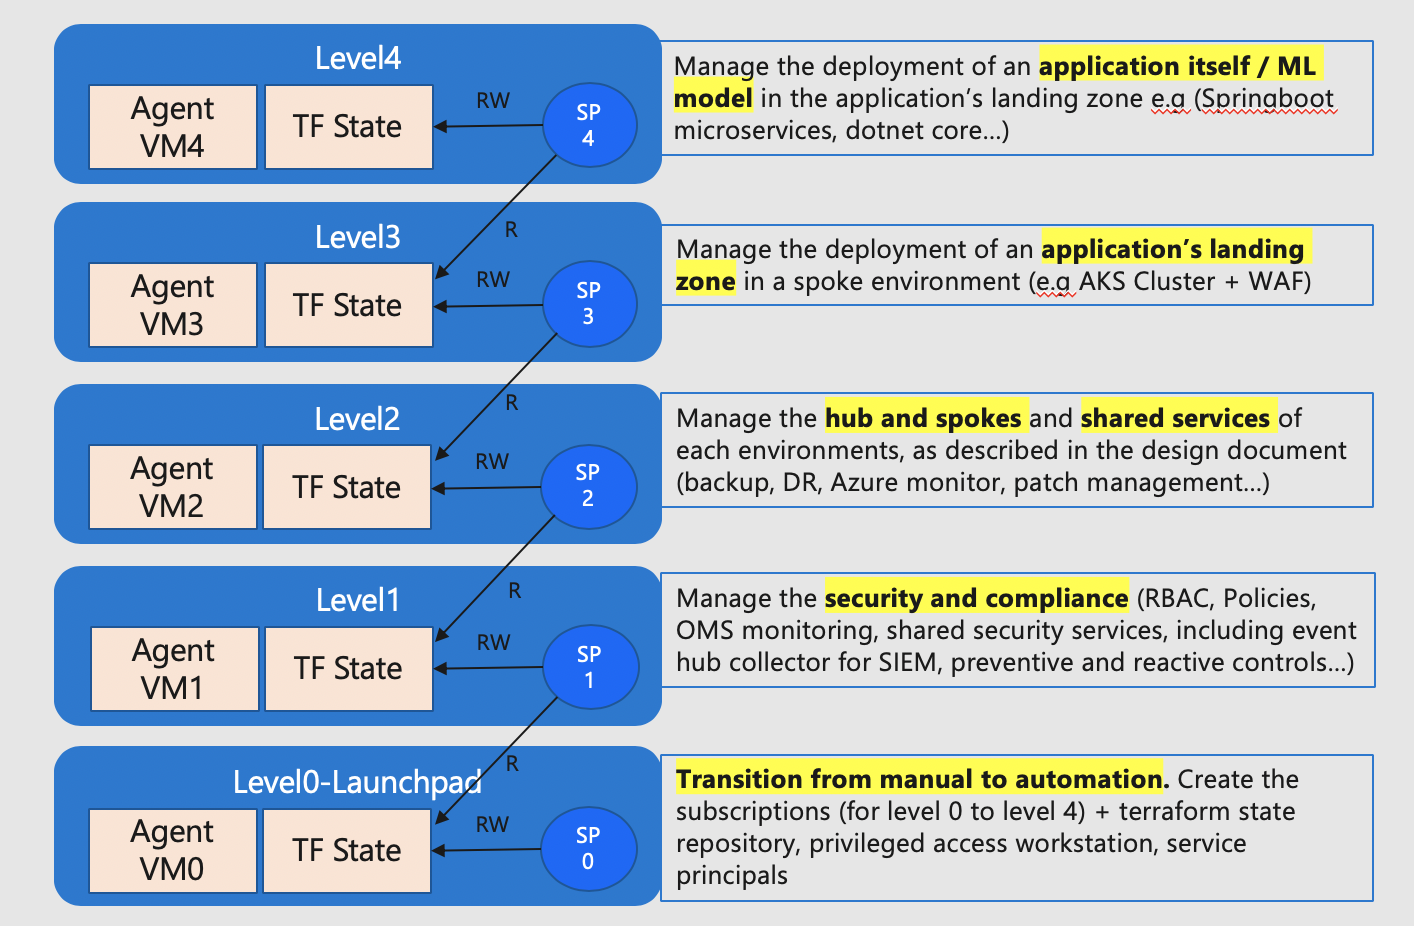 Level4
Agent
VM4
TF State
RW
SP
4
Manage the deployment of an application itself / ML
model in the application’s landing zone e.g (Springboot
microservices, dotnet core...)
R
Level3
Agent
VM3
TF State
RW
SP
3
Manage the deployment of an application’s landing
zone in a spoke environment (e.g AKS Cluster + WAF)
R
Level2
Agent
VM2
TF State
RW
SP
2
Manage the hub and spokes and shared services of
each environments, as described in the design document
(backup, DR, Azure monitor, patch management...)
R
Level1
Agent
VM1
TF State
RW
SP
1
Manage the security and compliance (RBAC, Policies,
OMS monitoring, shared security services, including event
hub collector for SIEM, preventive and reactive controls...)
R
Level0-Launchpad
Agent
VM0
TF State
RW
SP
0
Transition from manual to automation. Create the
subscriptions (for level 0 to level 4) + terraform state
repository, privileged access workstation, service
principals